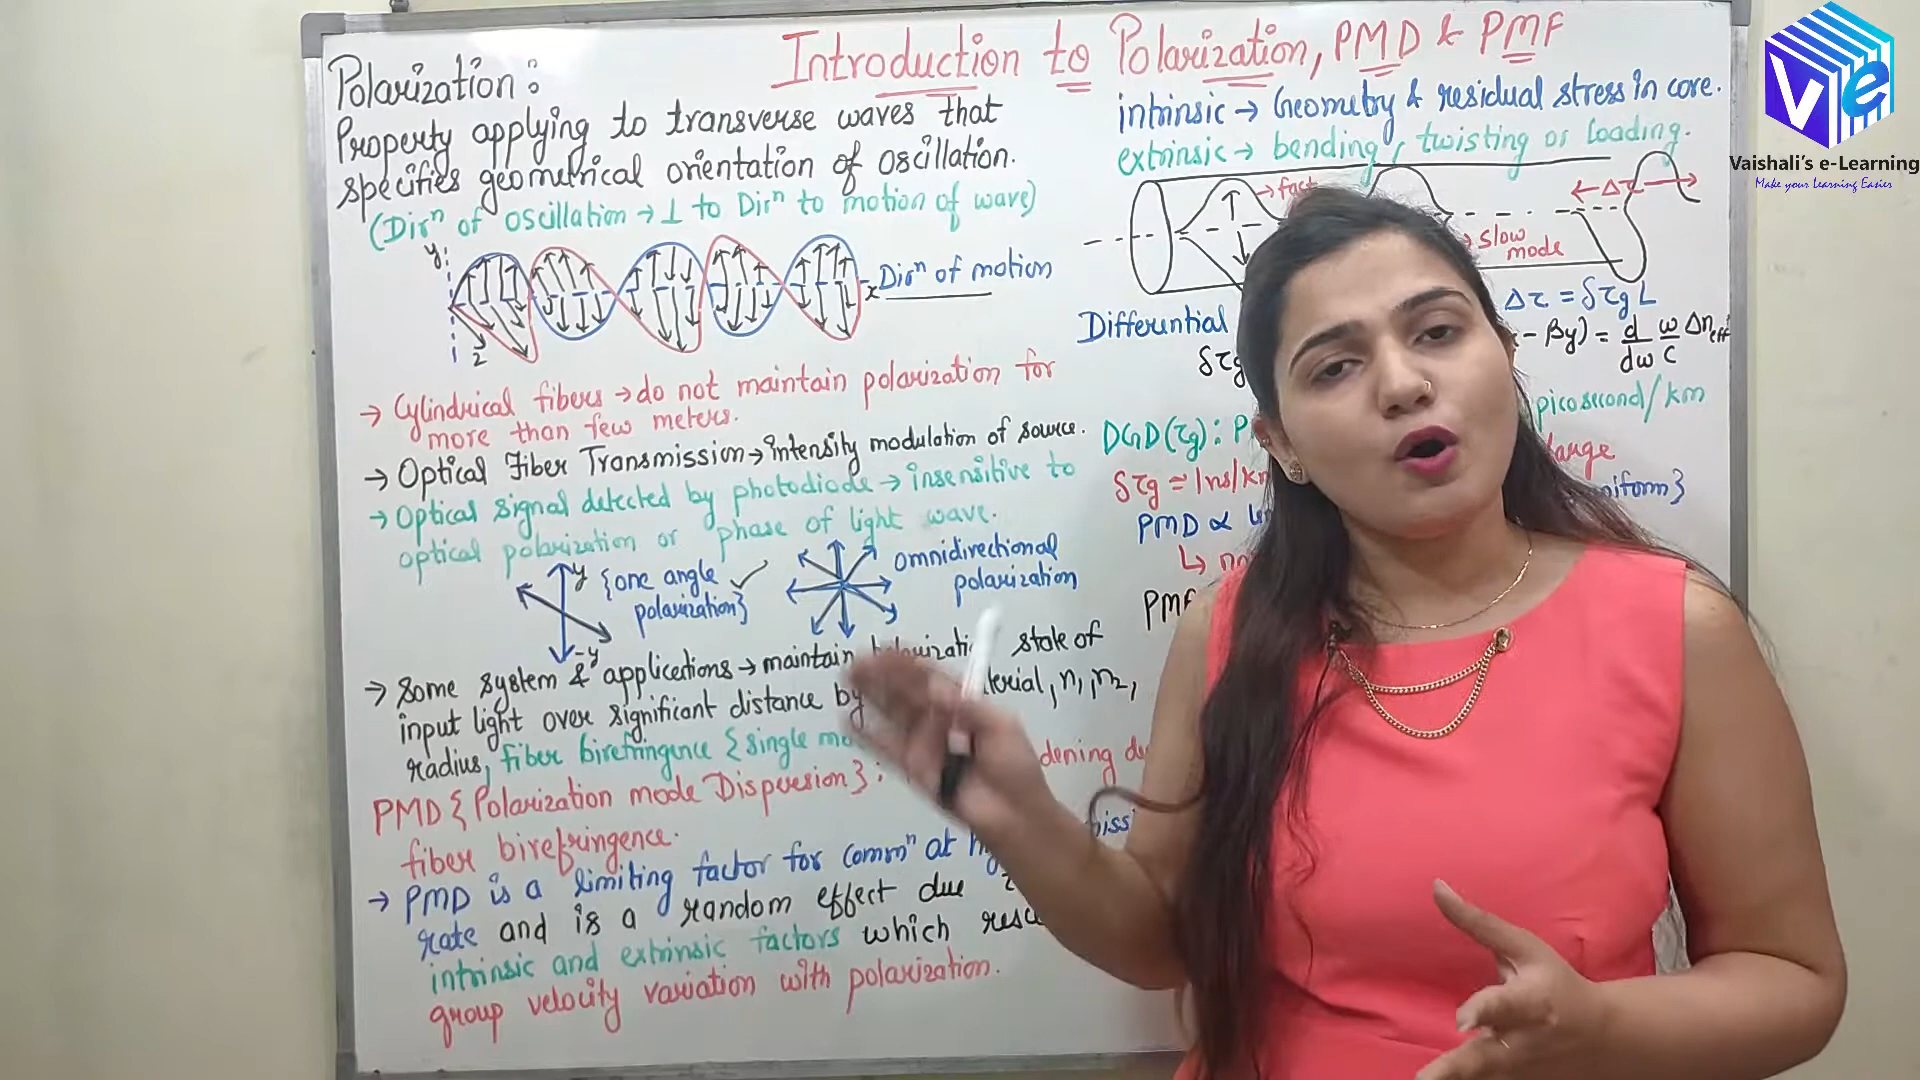 Introduction to Polarization, PMD & PMF
Polarization :
Property applying to transverse waves that
specifies geometrical orientation of oscillation.
(Dirⁿ of oscillation → ⊥ to Dirⁿ to motion of wave)
y
z
x
Dirⁿ of motion
→ Cylindrical fibers → do not maintain polarization for
more than few meters.
→ Optical Fiber Transmission → intensity modulation of source.
→ Optical signal detected by photodiode → insensitive to
optical polarization or phase of light wave.
y {one angle ✓
polarization}
-y
omnidirectional
polarization
→ Some system & applications → maintain state of
input light over significant distance by n₁, n₂,
radius, fiber birefringence {single
PMD {Polarization mode Dispersion} :
fiber birefringence.
→ PMD is a limiting factor for commⁿ at
rate and is a random effect due
intrinsic and extrinsic factors which
group velocity variation with polarization.
intrinsic → Geometry & residual stress in core.
extrinsic → bending, twisting or loading.
→ fast
← Δτ →
→ slow
mode
Differential
Δτ = δτg L
δτg
- βy) = d/dω ω/c Δn eff
picosecond/km
DGD (τg) :
δτg = 1ns/km
PMD ∝
↳
PMF
Vaishali's e-Learning
Make your Learning Easier